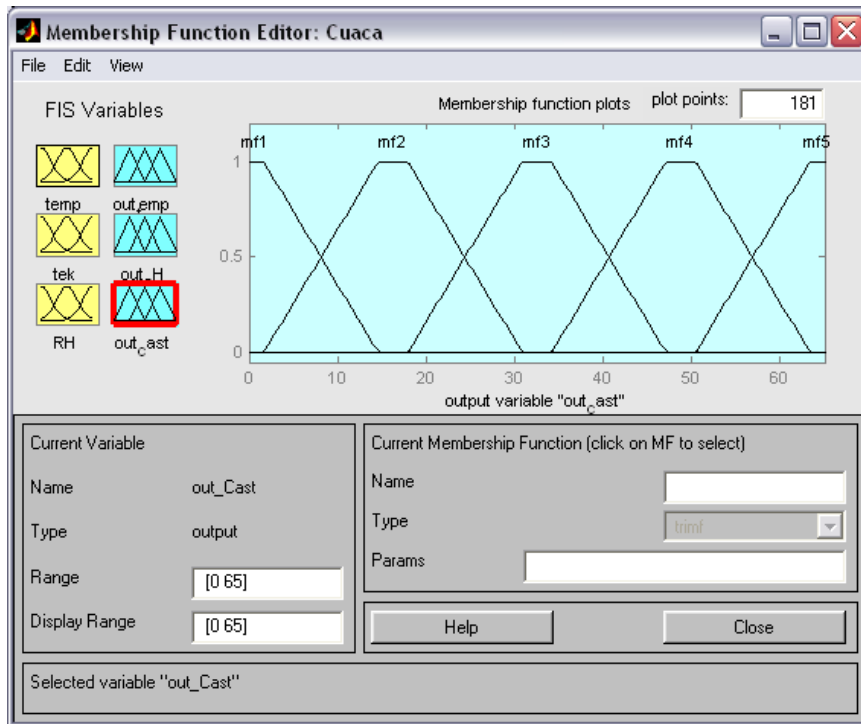 Membership Function Editor: Cuaca
File Edit View
FIS Variables
Membership function plots plot points: 181
temp out_temp
tek out_H
RH out_Cast
mf1 mf2 mf3 mf4 mf5
1
0.5
0
0 10 20 30 40 50 60
output variable "out_Cast"
Current Variable
Name out_Cast
Type output
Range [0 65]
Display Range [0 65]
Current Membership Function (click on MF to select)
Name
Type trimf
Params
Help Close
Selected variable "out_Cast"